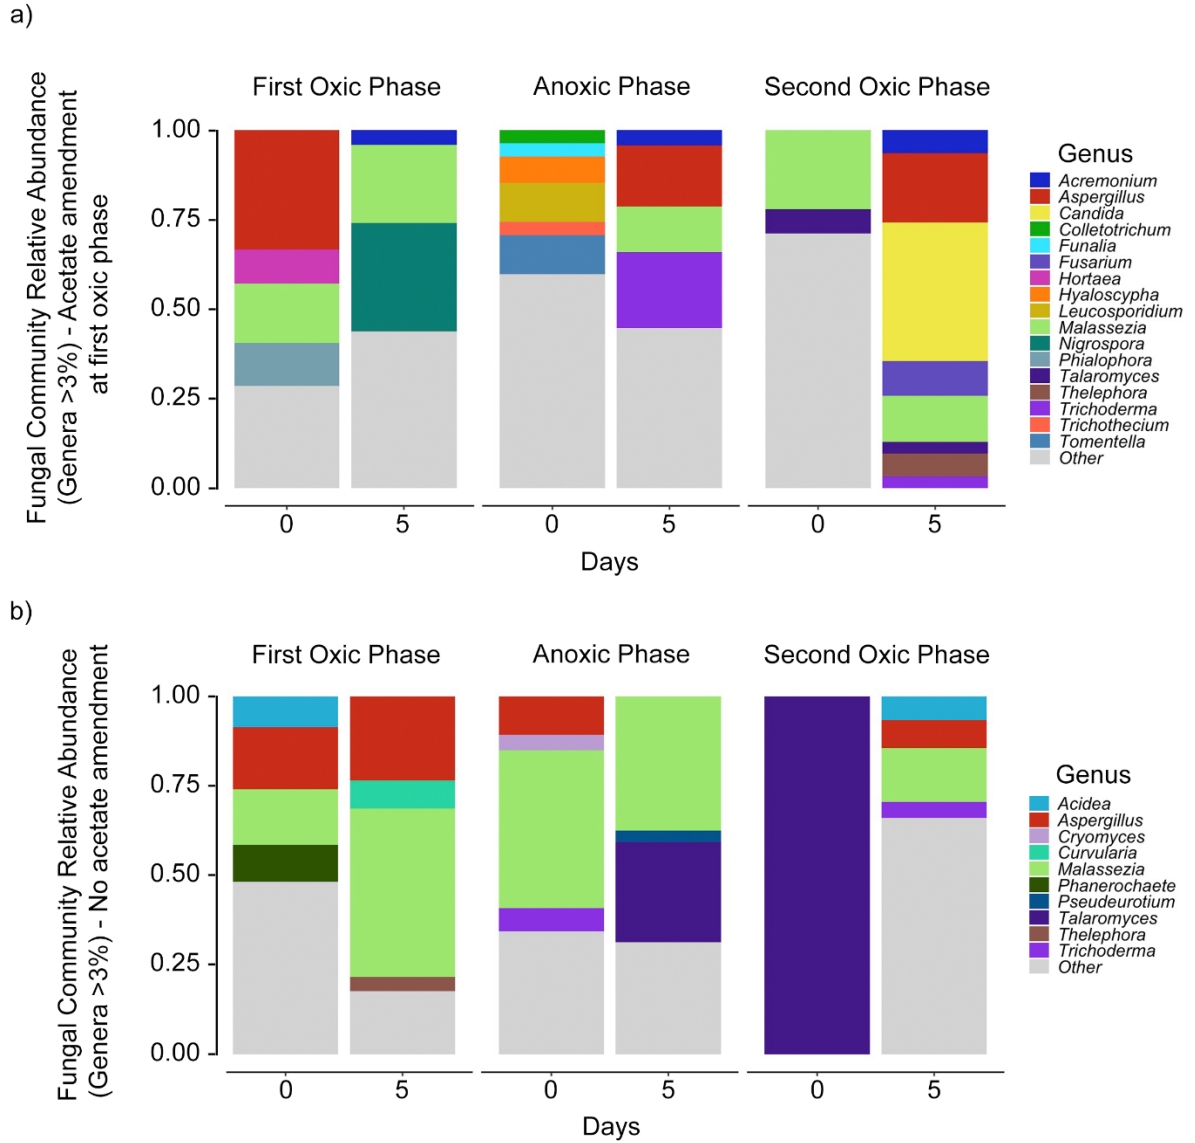 a)
Fungal Community Relative Abundance
(Genera >3%) - Acetate amendment
at first oxic phase
First Oxic Phase
Anoxic Phase
Second Oxic Phase
1.00
0.75
0.50
0.25
0.00
0
5
0
5
0
5
Days
Genus
Acremonium
Aspergillus
Candida
Colletotrichum
Funalia
Fusarium
Hortaea
Hyaloscypha
Leucosporidium
Malassezia
Nigrospora
Phialophora
Talaromyces
Thelephora
Trichoderma
Trichothecium
Tomentella
Other
b)
Fungal Community Relative Abundance
(Genera >3%) - No acetate amendment
First Oxic Phase
Anoxic Phase
Second Oxic Phase
1.00
0.75
0.50
0.25
0.00
0
5
0
5
0
5
Days
Genus
Acidea
Aspergillus
Cryomyces
Curvularia
Malassezia
Phanerochaete
Pseudeurotium
Talaromyces
Thelephora
Trichoderma
Other